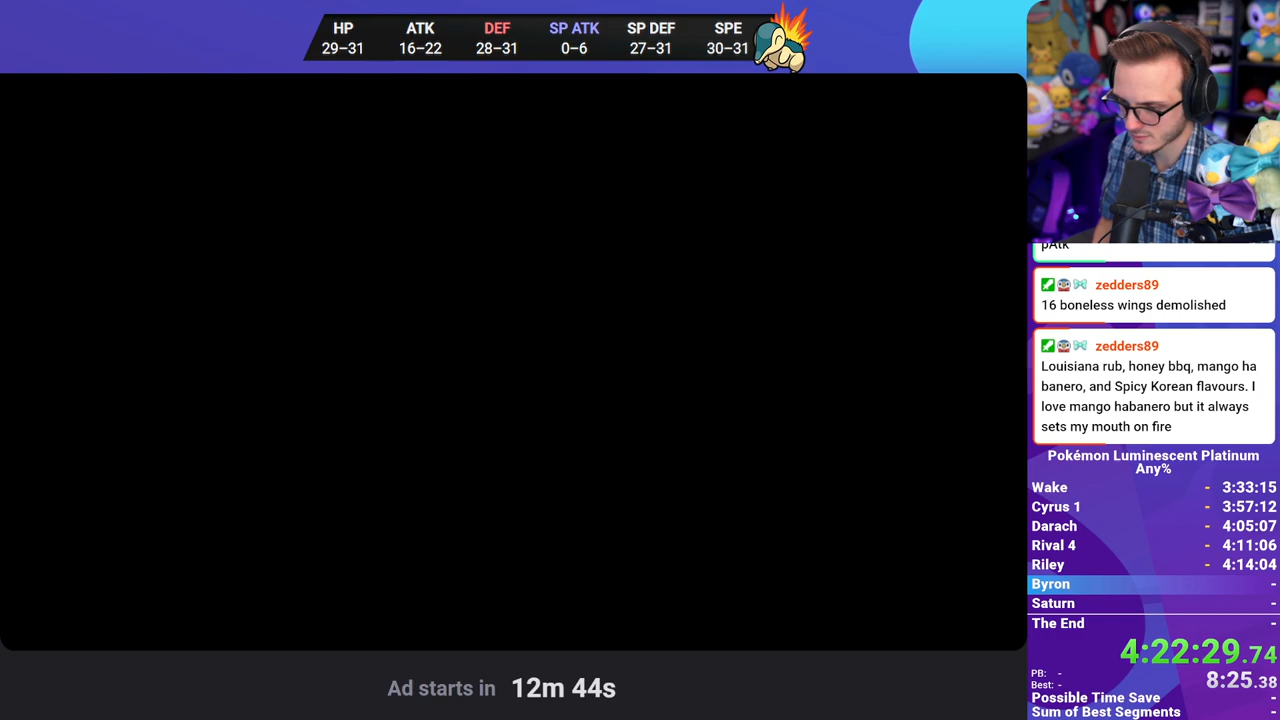 HP ATK DEF SP ATK SP DEF SPE
29–31 16–22 28–31 0–6 27–31 30–31
pAtk
zedders89
16 boneless wings demolished
zedders89
Louisiana rub, honey bbq, mango ha
banero, and Spicy Korean flavours. I
love mango habanero but it always
sets my mouth on fire
Pokémon Luminescent Platinum
Any%
Wake - 3:33:15
Cyrus 1 - 3:57:12
Darach - 4:05:07
Rival 4 - 4:11:06
Riley - 4:14:04
Byron -
Saturn -
The End -
4:22:29.74
PB: -
Best: - 8:25.38
Possible Time Save -
Sum of Best Segments -
Ad starts in 12m 44s